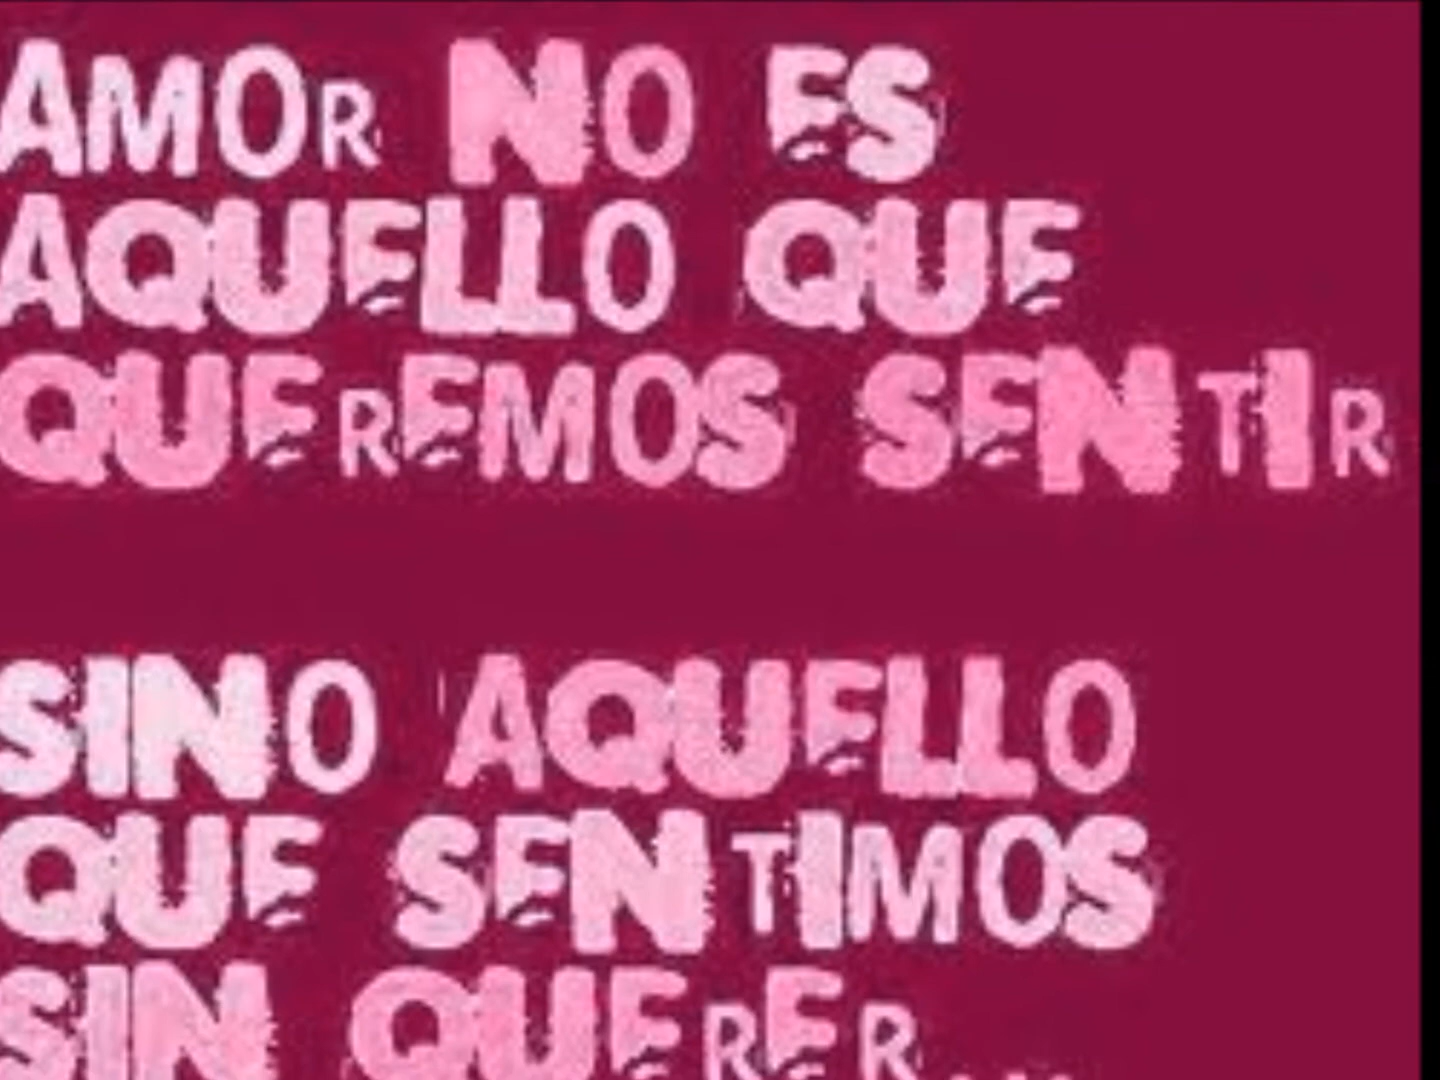 AMOR NO ES
AQUELLO QUE
QUEREMOS SENTIR
SINO AQUELLO
QUE SENTIMOS
SIN QUERER